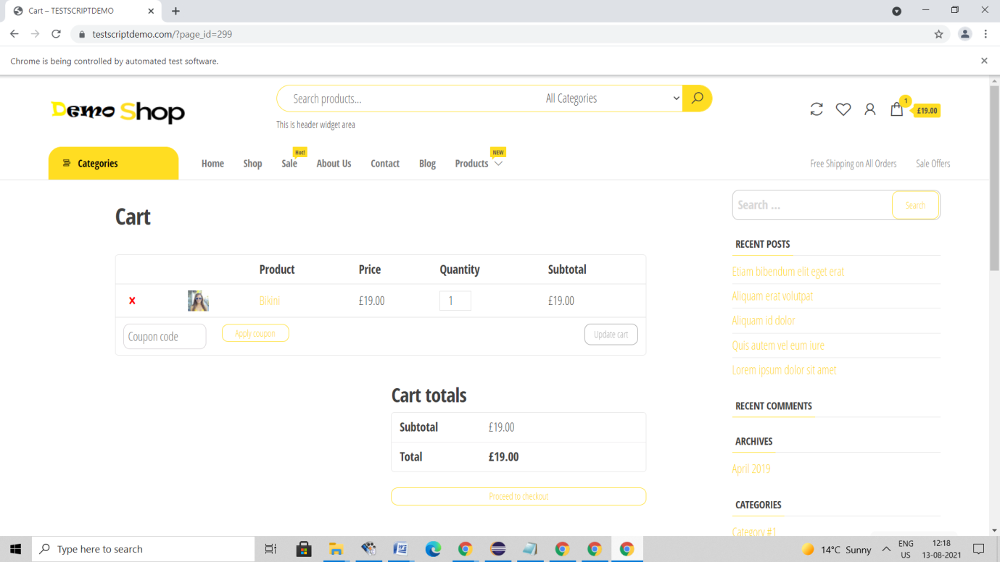 Cart – TESTSCRIPTDEMO
testscriptdemo.com/?page_id=299
Chrome is being controlled by automated test software.
Demo Shop
Search products...
All Categories
This is header widget area
1
£19.00
Categories
Home
Shop
Hot!
Sale
About Us
Contact
Blog
NEW
Products
Free Shipping on All Orders
Sale Offers
Cart
Product Price Quantity Subtotal
x Bikini £19.00 1 £19.00
Coupon code Apply coupon Update cart
Cart totals
Subtotal £19.00
Total £19.00
Proceed to checkout
Search ... Search
RECENT POSTS
Etiam bibendum elit eget erat
Aliquam erat volutpat
Aliquam id dolor
Quis autem vel eum iure
Lorem ipsum dolor sit amet
RECENT COMMENTS
ARCHIVES
April 2019
CATEGORIES
Category #1
Type here to search
14°C Sunny
ENG
US
12:18
13-08-2021